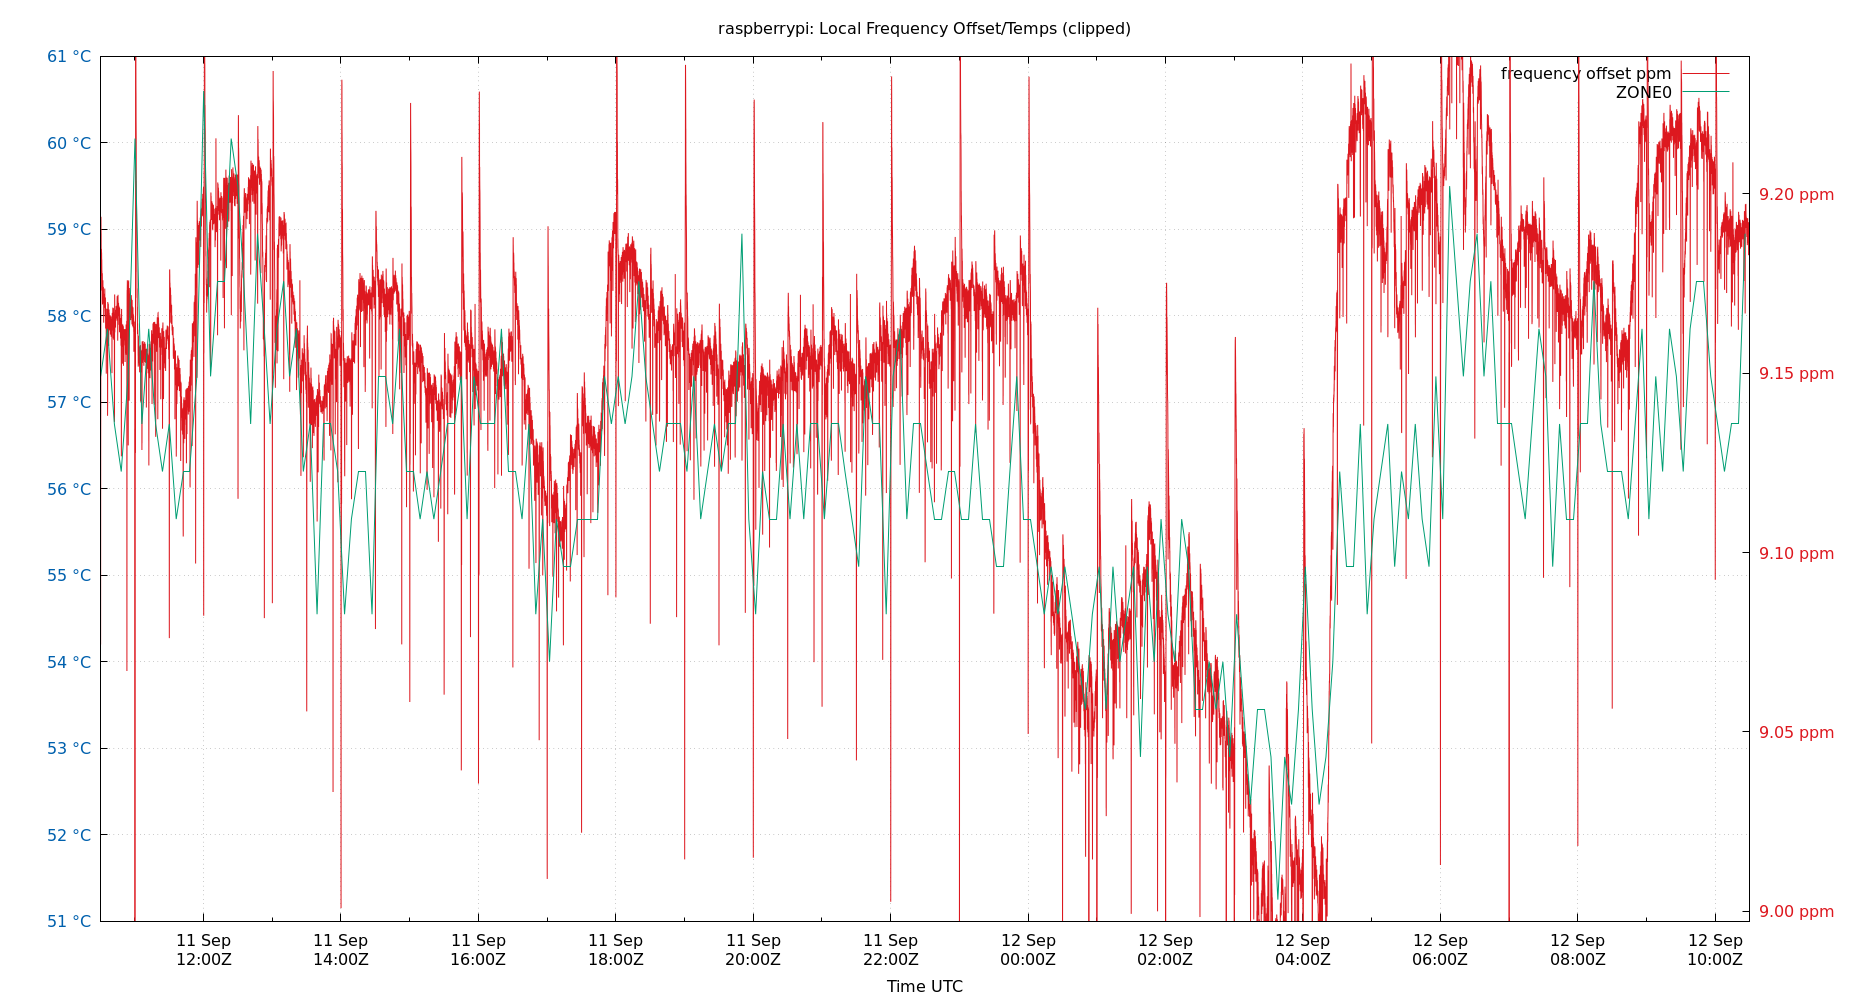 raspberrypi: Local Frequency Offset/Temps (clipped)
frequency offset ppm
ZONE0
61 °C
60 °C
59 °C
58 °C
57 °C
56 °C
55 °C
54 °C
53 °C
52 °C
51 °C
9.20 ppm
9.15 ppm
9.10 ppm
9.05 ppm
9.00 ppm
11 Sep 11 Sep 11 Sep 11 Sep 11 Sep 11 Sep 12 Sep 12 Sep 12 Sep 12 Sep 12 Sep 12 Sep
12:00Z 14:00Z 16:00Z 18:00Z 20:00Z 22:00Z 00:00Z 02:00Z 04:00Z 06:00Z 08:00Z 10:00Z
Time UTC